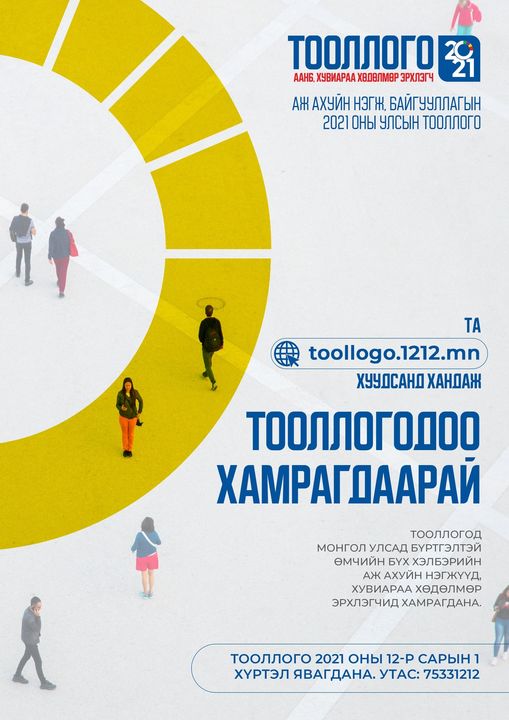 ТООЛЛОГО 2021
ААНБ, ХУВИАРАА ХӨДӨЛМӨР ЭРХЛЭГЧ
АЖ АХУЙН НЭГЖ, БАЙГУУЛЛАГЫН
2021 ОНЫ УЛСЫН ТООЛЛОГО
ТА
toollogo.1212.mn
ХУУДСАНД ХАНДАЖ
ТООЛЛОГОДОО
ХАМРАГДААРАЙ
ТООЛЛОГОД
МОНГОЛ УЛСАД БҮРТГЭЛТЭЙ
ӨМЧИЙН БҮХ ХЭЛБЭРИЙН
АЖ АХУЙН НЭГЖҮҮД,
ХУВИАРАА ХӨДӨЛМӨР
ЭРХЛЭГЧИД ХАМРАГДАНА.
ТООЛЛОГО 2021 ОНЫ 12-Р САРЫН 1
ХҮРТЭЛ ЯВАГДАНА. УТАС: 75331212